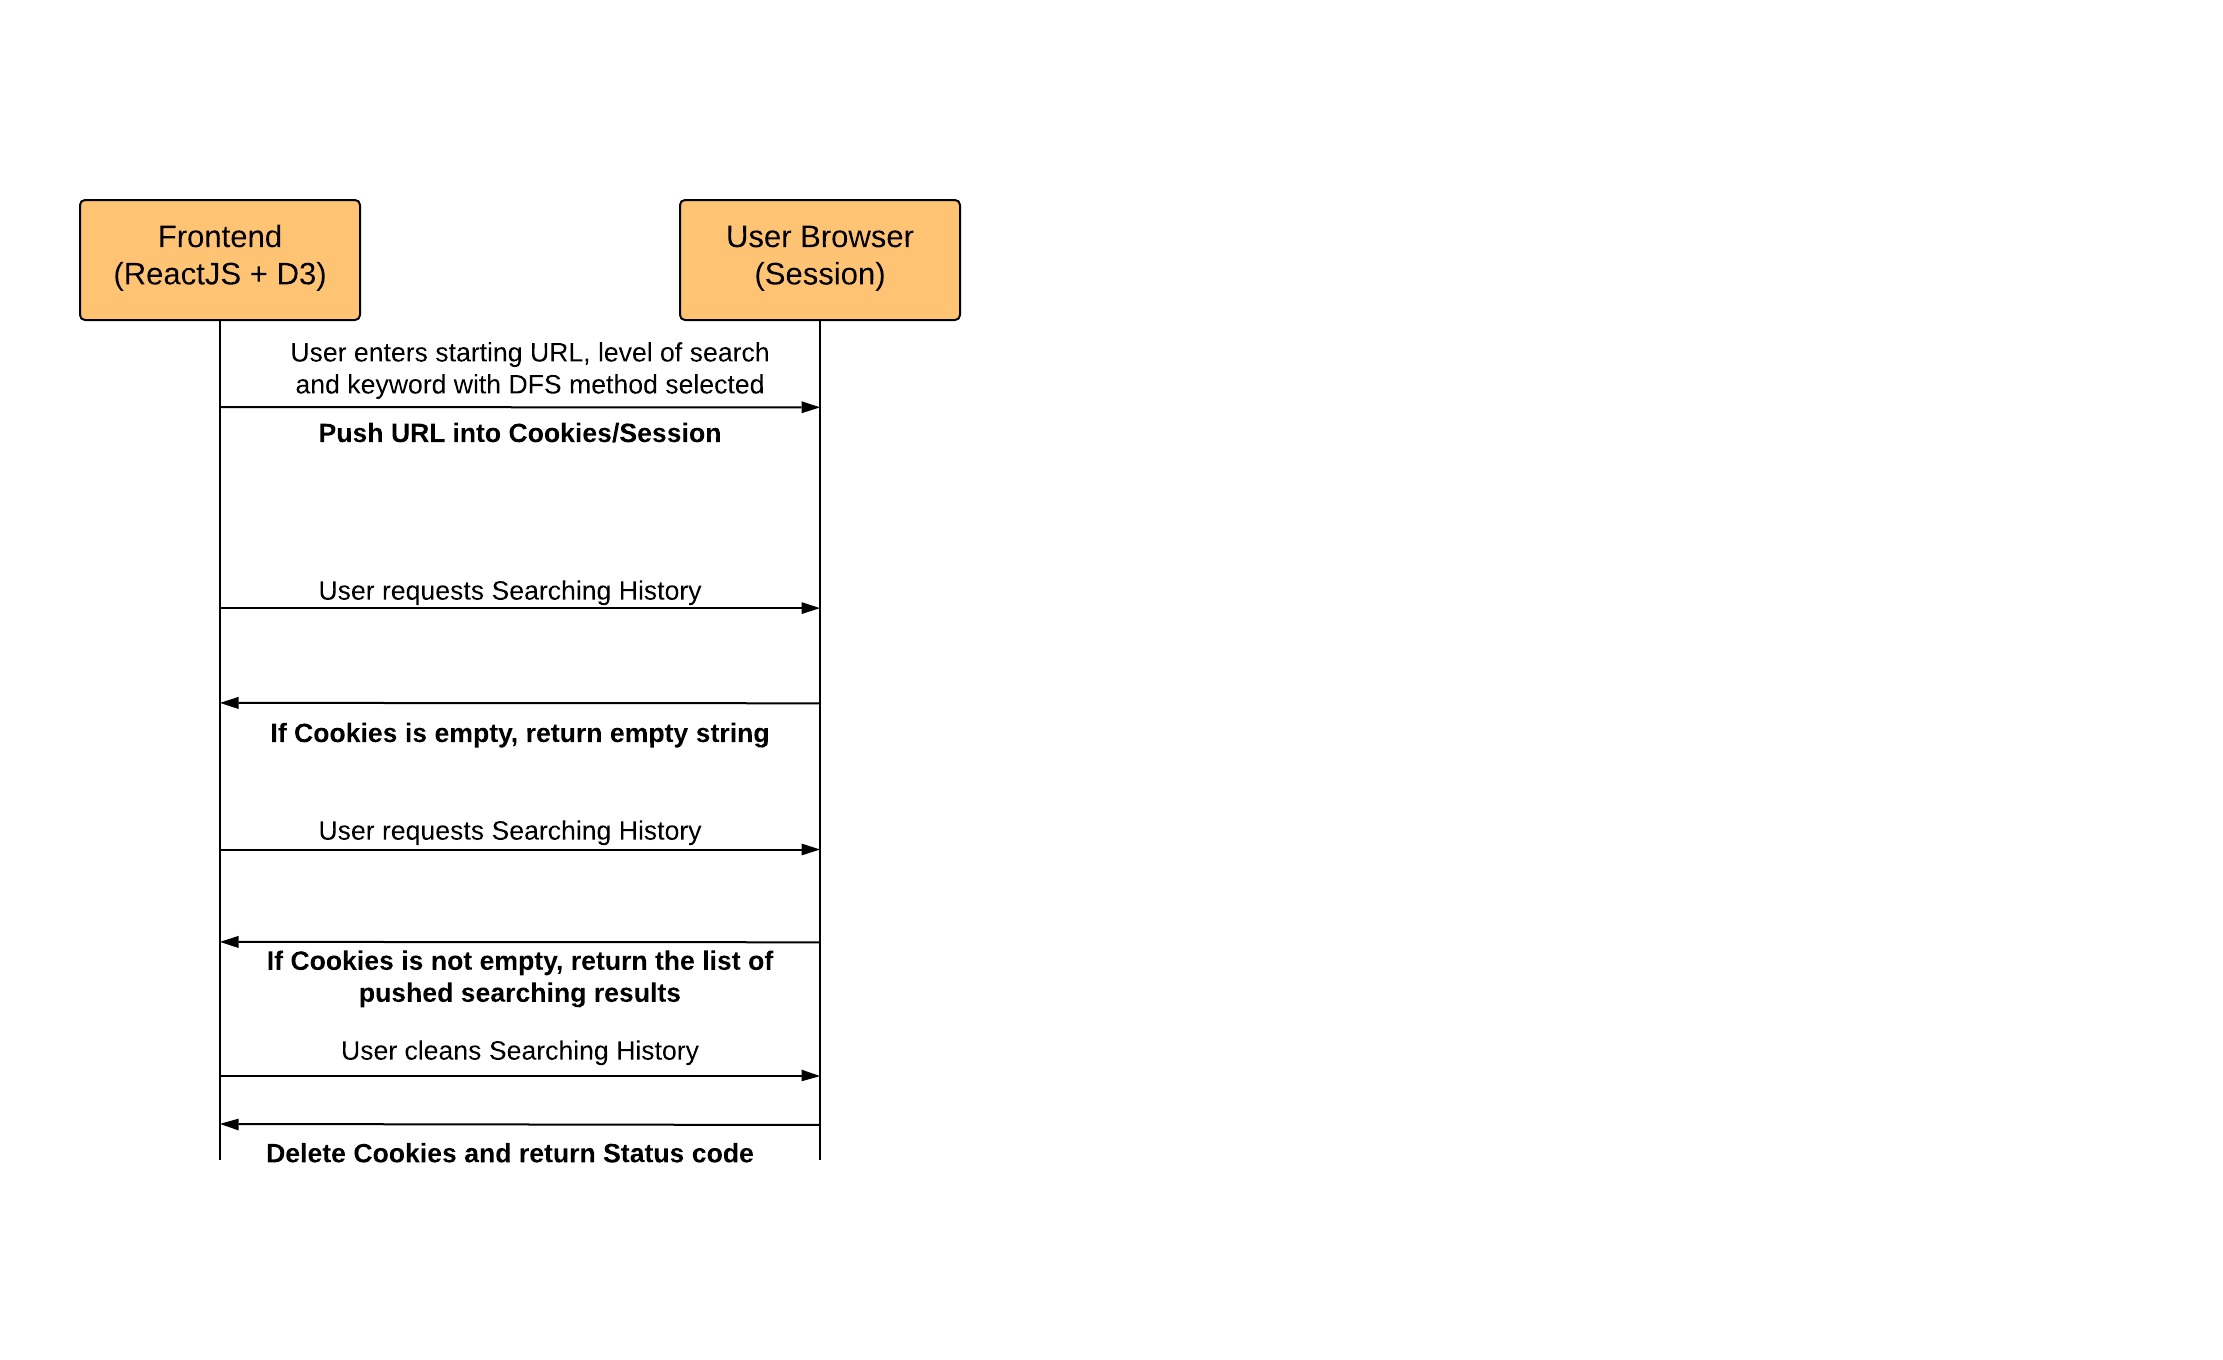 Frontend
(ReactJS + D3)
User Browser
(Session)
User enters starting URL, level of search
and keyword with DFS method selected
Push URL into Cookies/Session
User requests Searching History
If Cookies is empty, return empty string
User requests Searching History
If Cookies is not empty, return the list of
pushed searching results
User cleans Searching History
Delete Cookies and return Status code